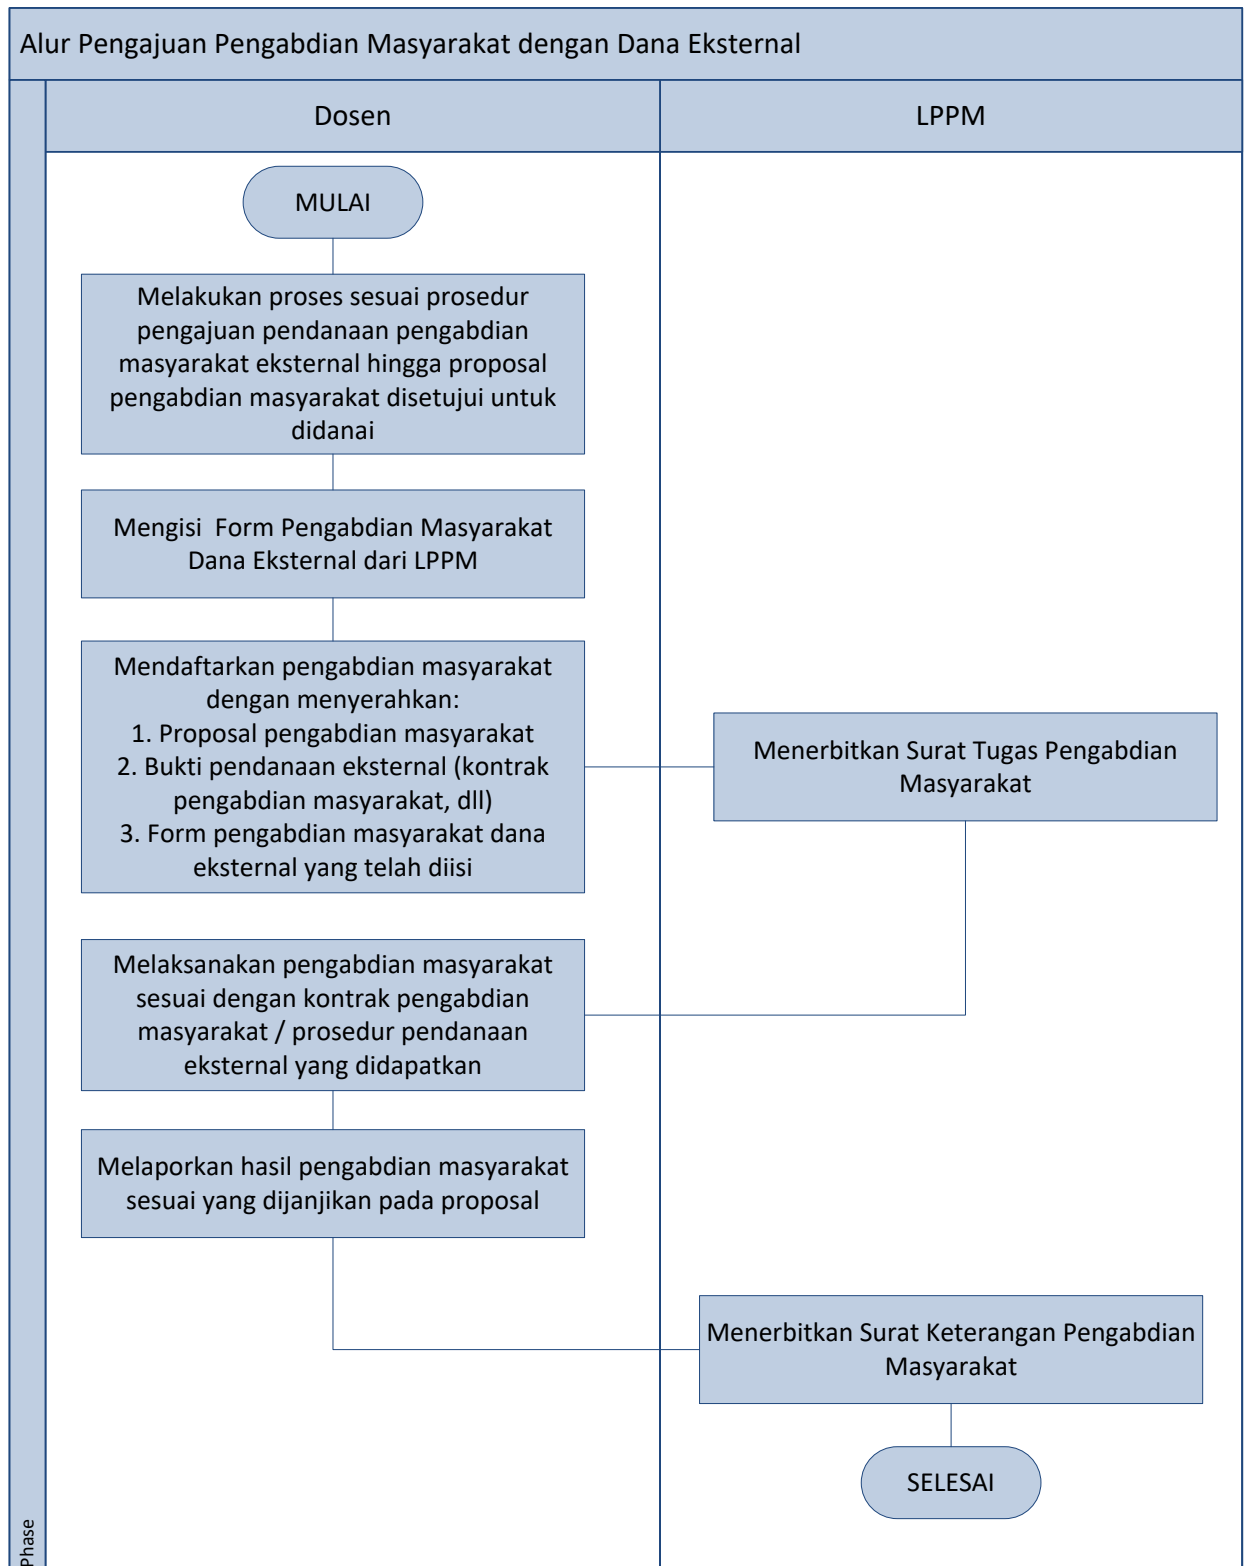 Alur Pengajuan Pengabdian Masyarakat dengan Dana Eksternal
Dosen
LPPM
MULAI
Melakukan proses sesuai prosedur
pengajuan pendanaan pengabdian
masyarakat eksternal hingga proposal
pengabdian masyarakat disetujui untuk
didanai
Mengisi  Form Pengabdian Masyarakat
Dana Eksternal dari LPPM
Mendaftarkan pengabdian masyarakat
dengan menyerahkan:
1. Proposal pengabdian masyarakat
2. Bukti pendanaan eksternal (kontrak
pengabdian masyarakat, dll)
3. Form pengabdian masyarakat dana
eksternal yang telah diisi
Menerbitkan Surat Tugas Pengabdian
Masyarakat
Melaksanakan pengabdian masyarakat
sesuai dengan kontrak pengabdian
masyarakat / prosedur pendanaan
eksternal yang didapatkan
Melaporkan hasil pengabdian masyarakat
sesuai yang dijanjikan pada proposal
Menerbitkan Surat Keterangan Pengabdian
Masyarakat
SELESAI
Phase